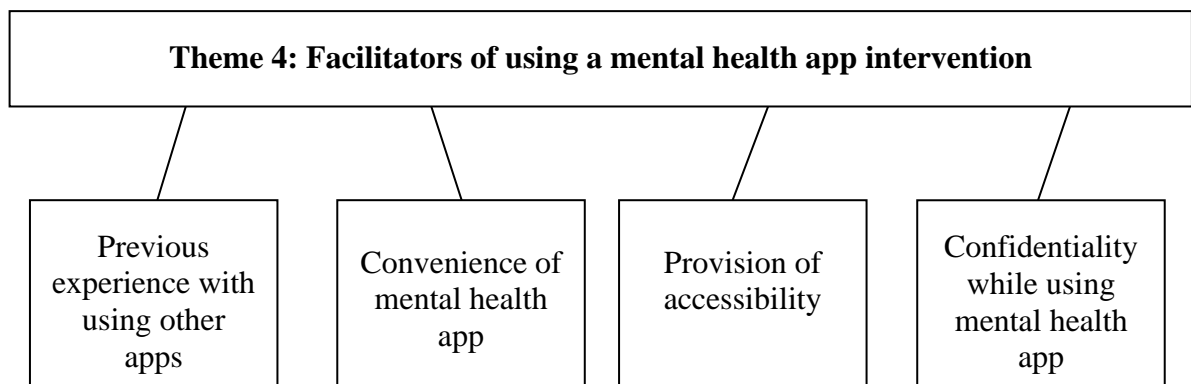 Theme 4: Facilitators of using a mental health app intervention
Previous
experience with
using other
apps
Convenience of
mental health
app
Provision of
accessibility
Confidentiality
while using
mental health
app